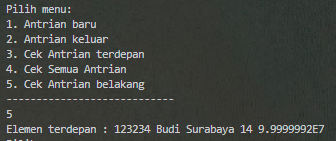 Pilih menu:
1. Antrian baru
2. Antrian keluar
3. Cek Antrian terdepan
4. Cek Semua Antrian
5. Cek Antrian belakang
----------------------------
5
Elemen terdepan : 123234 Budi Surabaya 14 9.9999992E7